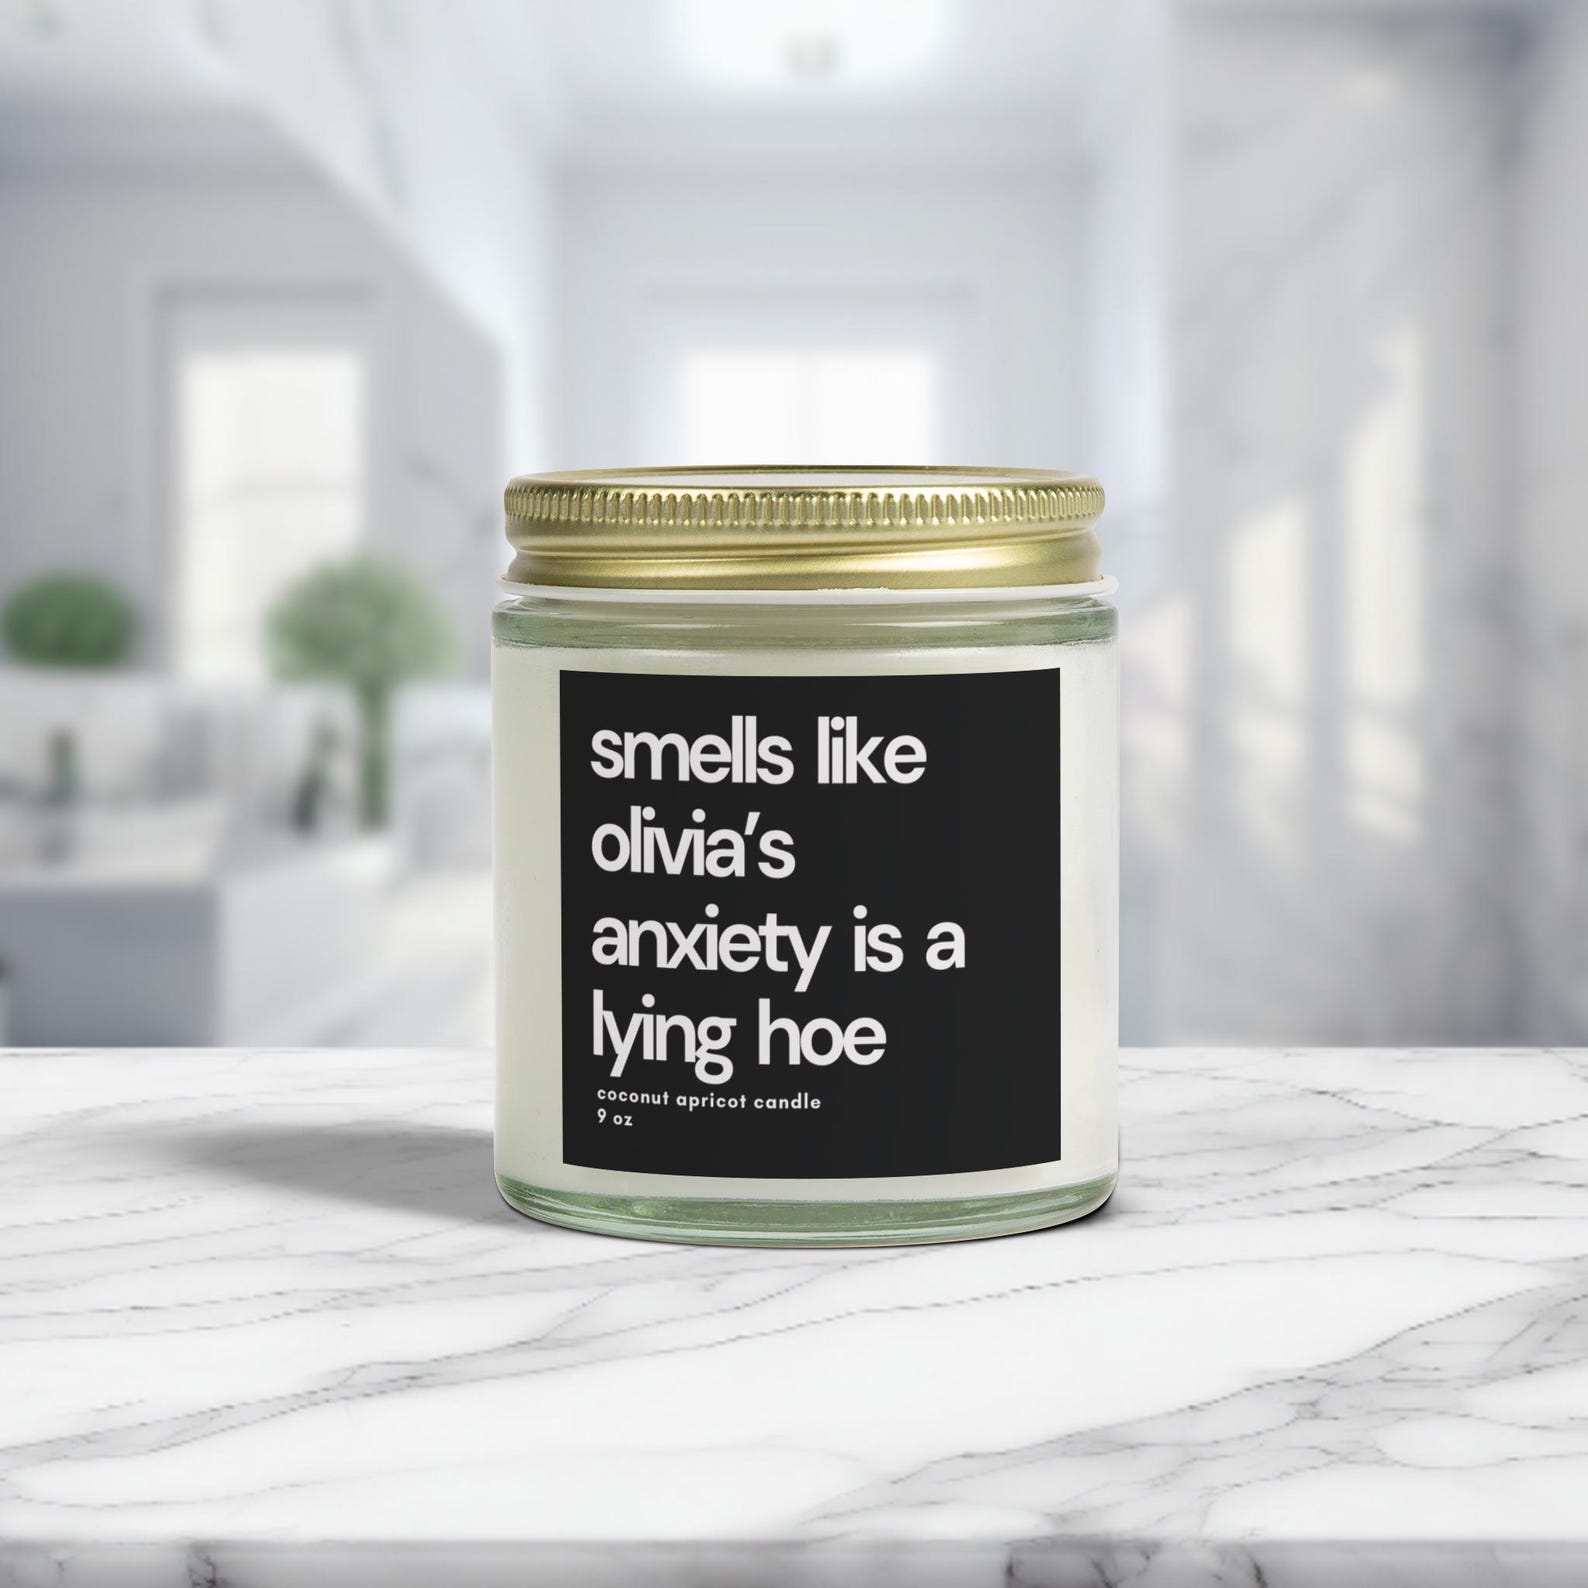 smells like
olivia's
anxiety is a
lying hoe
coconut apricot candle
9 oz